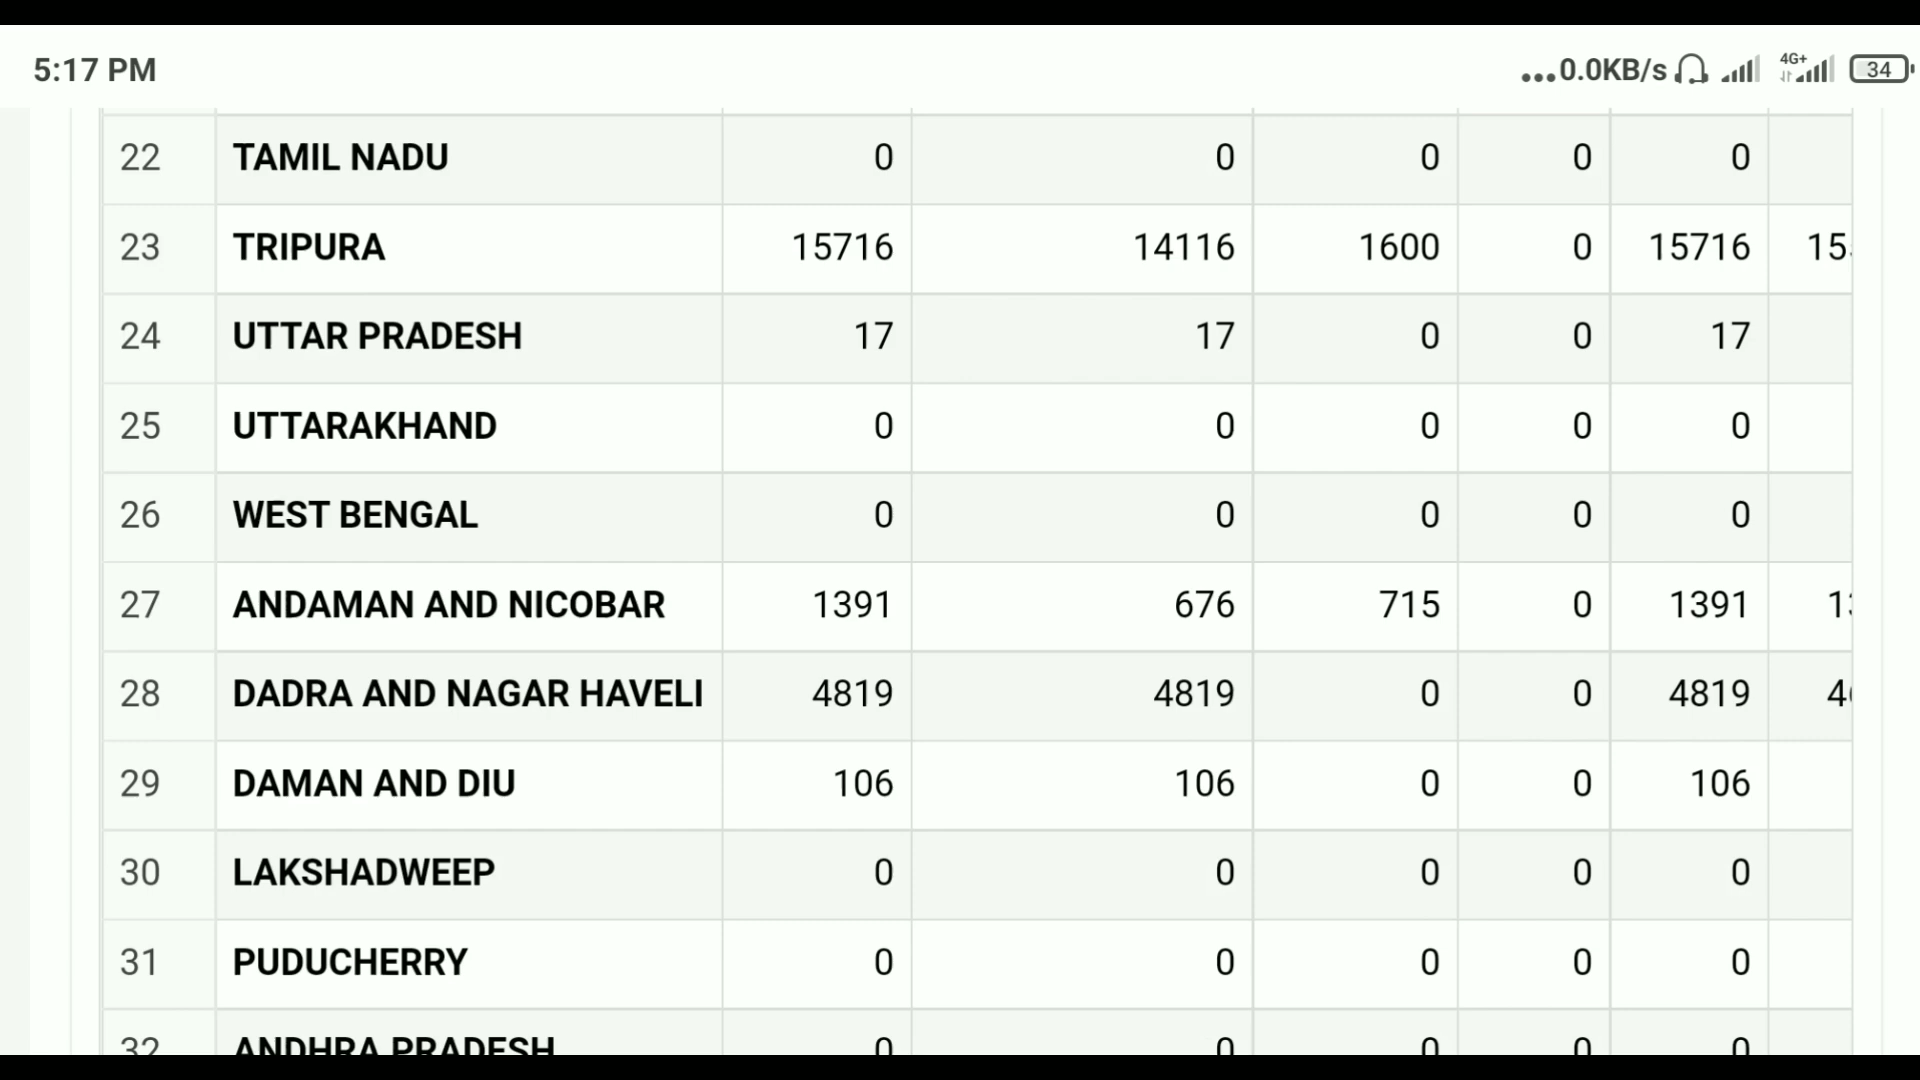 5:17 PM ...0.0KB/s 4G+ 34
22 TAMIL NADU 0 0 0 0 0
23 TRIPURA 15716 14116 1600 0 15716
24 UTTAR PRADESH 17 17 0 0 17
25 UTTARAKHAND 0 0 0 0 0
26 WEST BENGAL 0 0 0 0 0
27 ANDAMAN AND NICOBAR 1391 676 715 0 1391
28 DADRA AND NAGAR HAVELI 4819 4819 0 0 4819
29 DAMAN AND DIU 106 106 0 0 106
30 LAKSHADWEEP 0 0 0 0 0
31 PUDUCHERRY 0 0 0 0 0
32 ANDHRA PRADESH 0 0 0 0 0